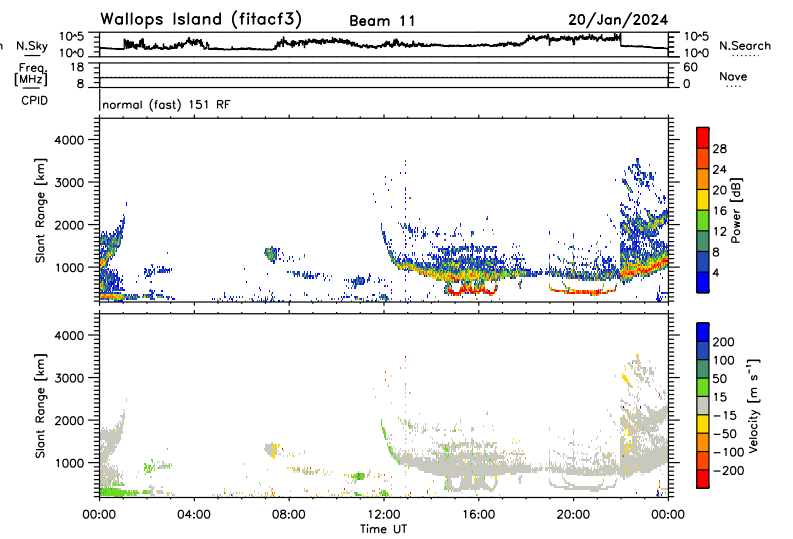 Wallops Island (fitacf3) Beam 11 20/Jan/2024
n N.Sky 10^5 10^0 10^5 10^0 N.Search
Freq. [MHz] 18 8 60 0 Nave
CPID normal (fast) 151 RF
Slant Range [km]
4000
3000
2000
1000
28
24
20
16
12
8
4
Power [dB]
Slant Range [km]
4000
3000
2000
1000
200
100
50
15
−15
−50
−100
−200
Velocity [m s⁻¹]
00:00 04:00 08:00 12:00 16:00 20:00 00:00
Time UT